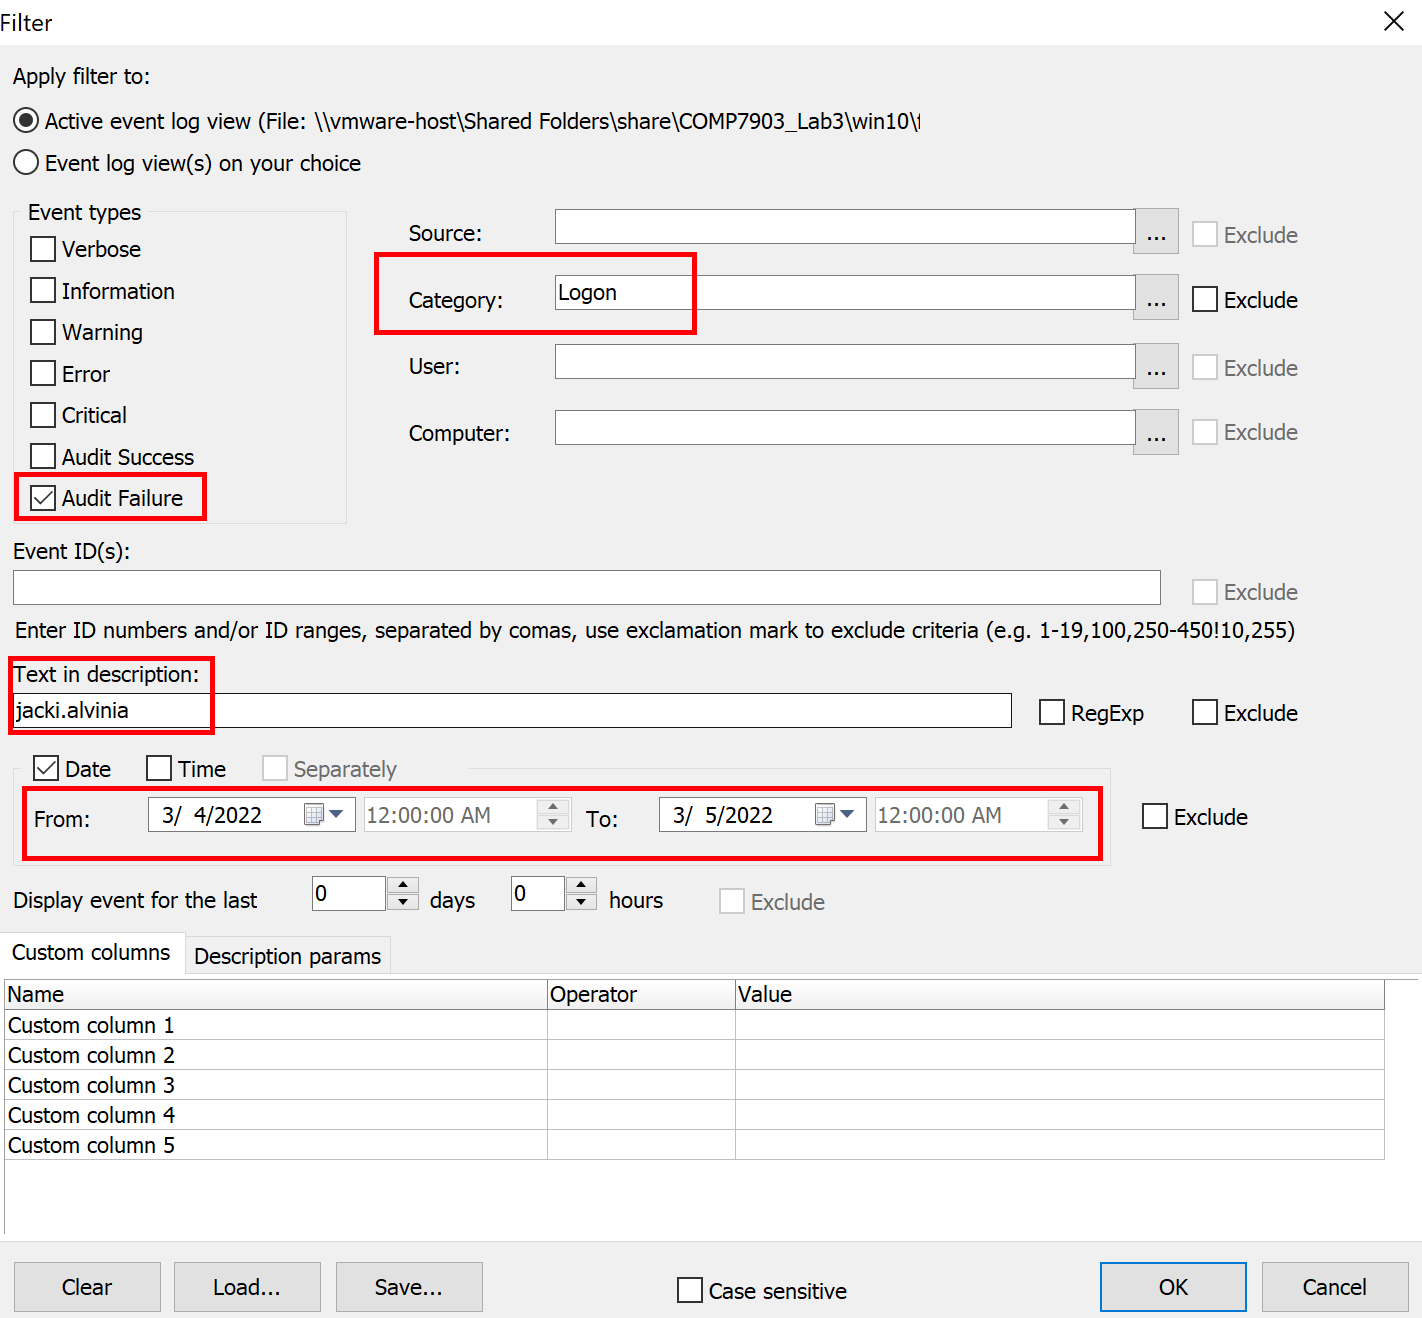 Filter
Apply filter to:
Active event log view (File: \\vmware-host\Shared Folders\share\COMP7903_Lab3\win10\f
Event log view(s) on your choice
Event types
Verbose
Information
Warning
Error
Critical
Audit Success
Audit Failure
Source: ... Exclude
Category: Logon ... Exclude
User: ... Exclude
Computer: ... Exclude
Event ID(s):
Exclude
Enter ID numbers and/or ID ranges, separated by comas, use exclamation mark to exclude criteria (e.g. 1-19,100,250-450!10,255)
Text in description:
jacki.alvinia RegExp Exclude
Date Time Separately
From: 3/ 4/2022 12:00:00 AM To: 3/ 5/2022 12:00:00 AM Exclude
Display event for the last 0 days 0 hours Exclude
Custom columns Description params
Name Operator Value
Custom column 1
Custom column 2
Custom column 3
Custom column 4
Custom column 5
Clear Load... Save... Case sensitive OK Cancel